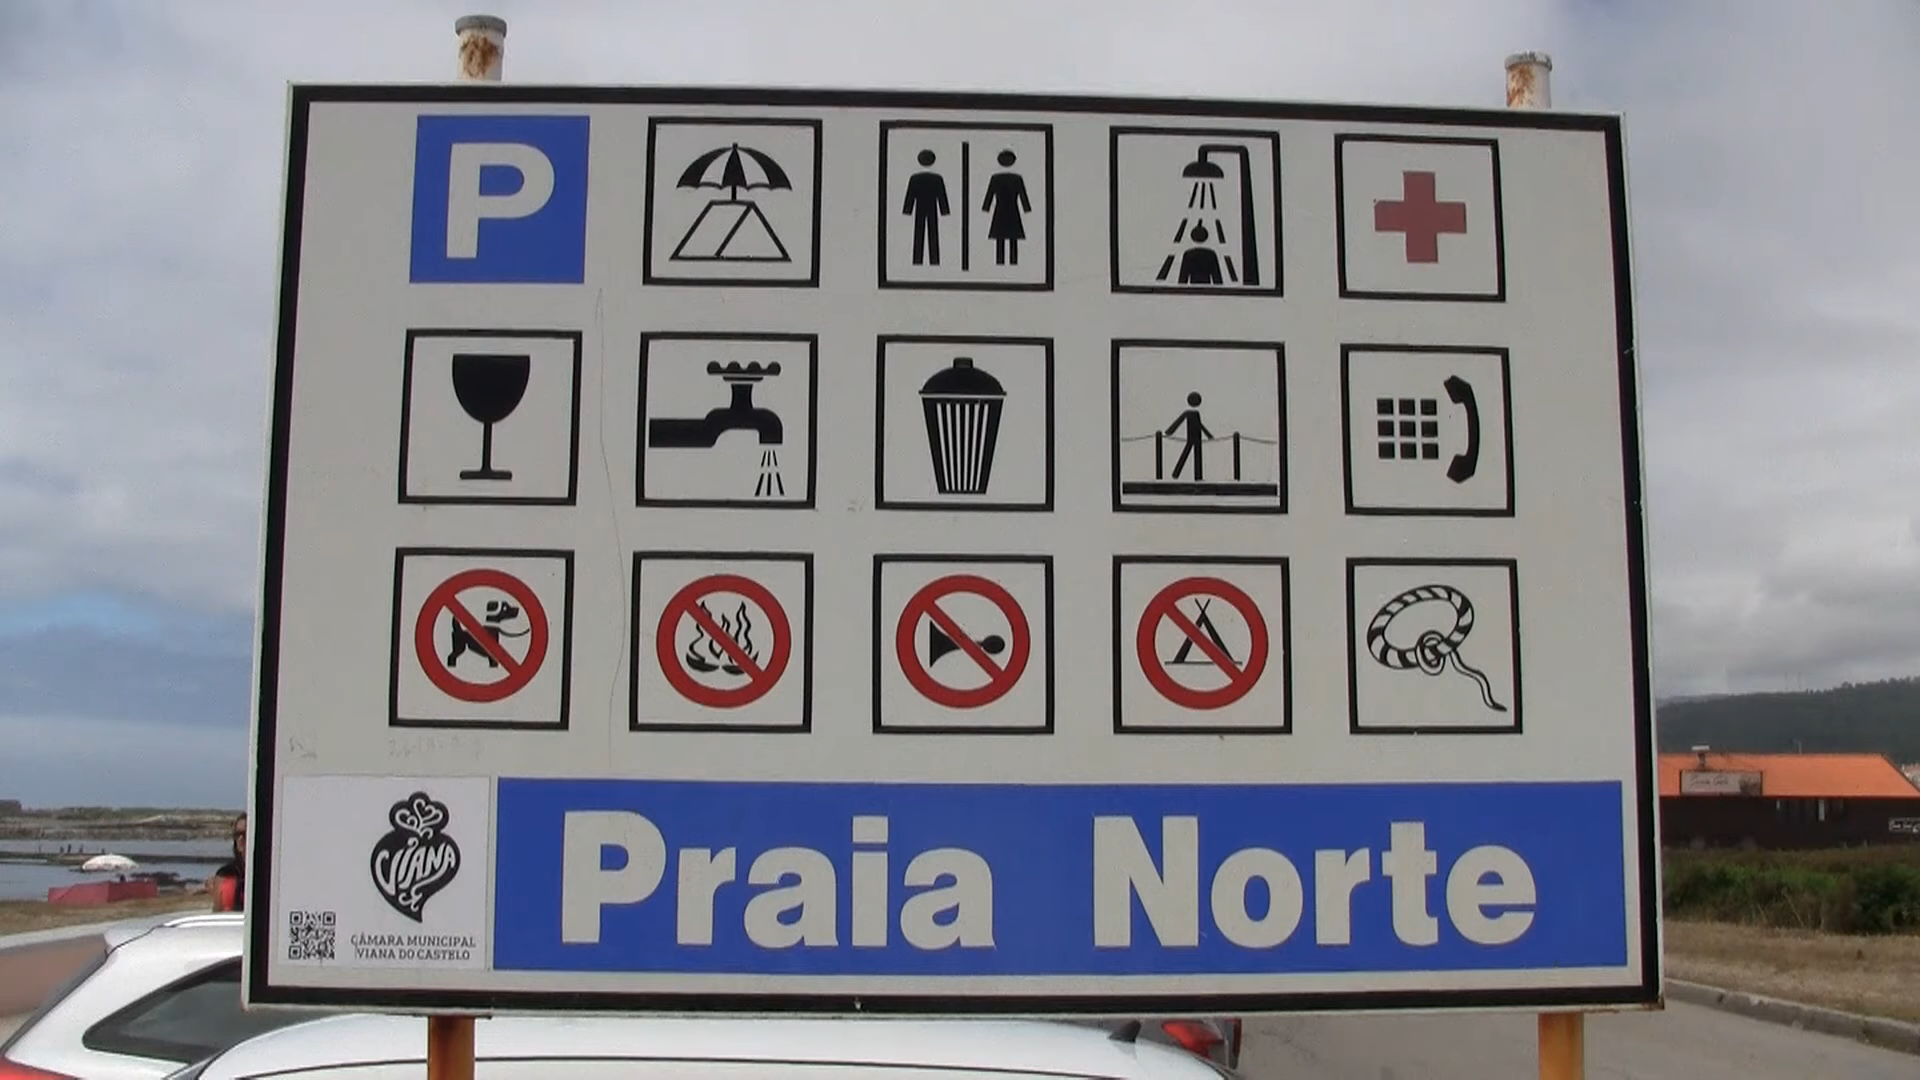 P
VIANA
CÂMARA MUNICIPAL
VIANA DO CASTELO
Praia Norte